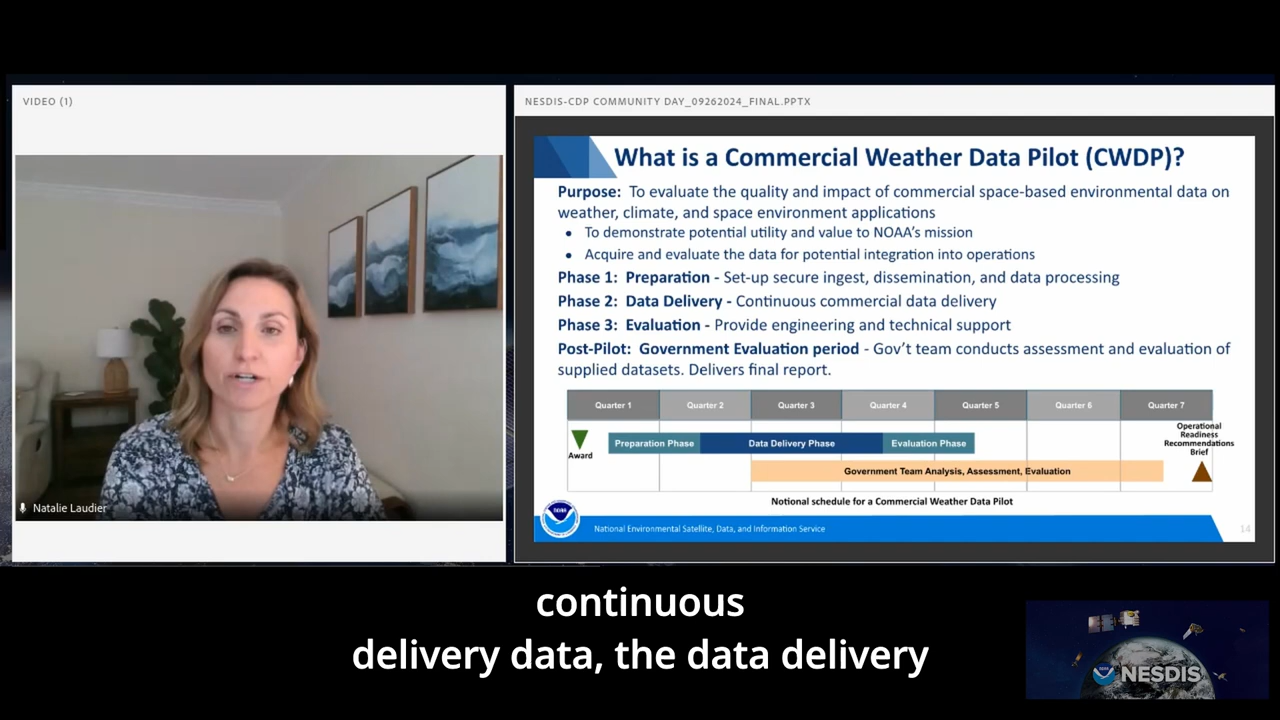 VIDEO (1)
NESDIS-CDP COMMUNITY DAY_09262024_FINAL.PPTX
What is a Commercial Weather Data Pilot (CWDP)?
Purpose: To evaluate the quality and impact of commercial space-based environmental data on
weather, climate, and space environment applications
• To demonstrate potential utility and value to NOAA's mission
• Acquire and evaluate the data for potential integration into operations
Phase 1: Preparation - Set-up secure ingest, dissemination, and data processing
Phase 2: Data Delivery - Continuous commercial data delivery
Phase 3: Evaluation - Provide engineering and technical support
Post-Pilot: Government Evaluation period - Gov't team conducts assessment and evaluation of
supplied datasets. Delivers final report.
Quarter 1 Quarter 2 Quarter 3 Quarter 4 Quarter 5 Quarter 6 Quarter 7
Award
Preparation Phase Data Delivery Phase Evaluation Phase
Operational
Readiness
Recommendations
Brief
Government Team Analysis, Assessment, Evaluation
Notional schedule for a Commercial Weather Data Pilot
NOAA
National Environmental Satellite, Data, and Information Service
14
Natalie Laudier
continuous
delivery data, the data delivery
NESDIS